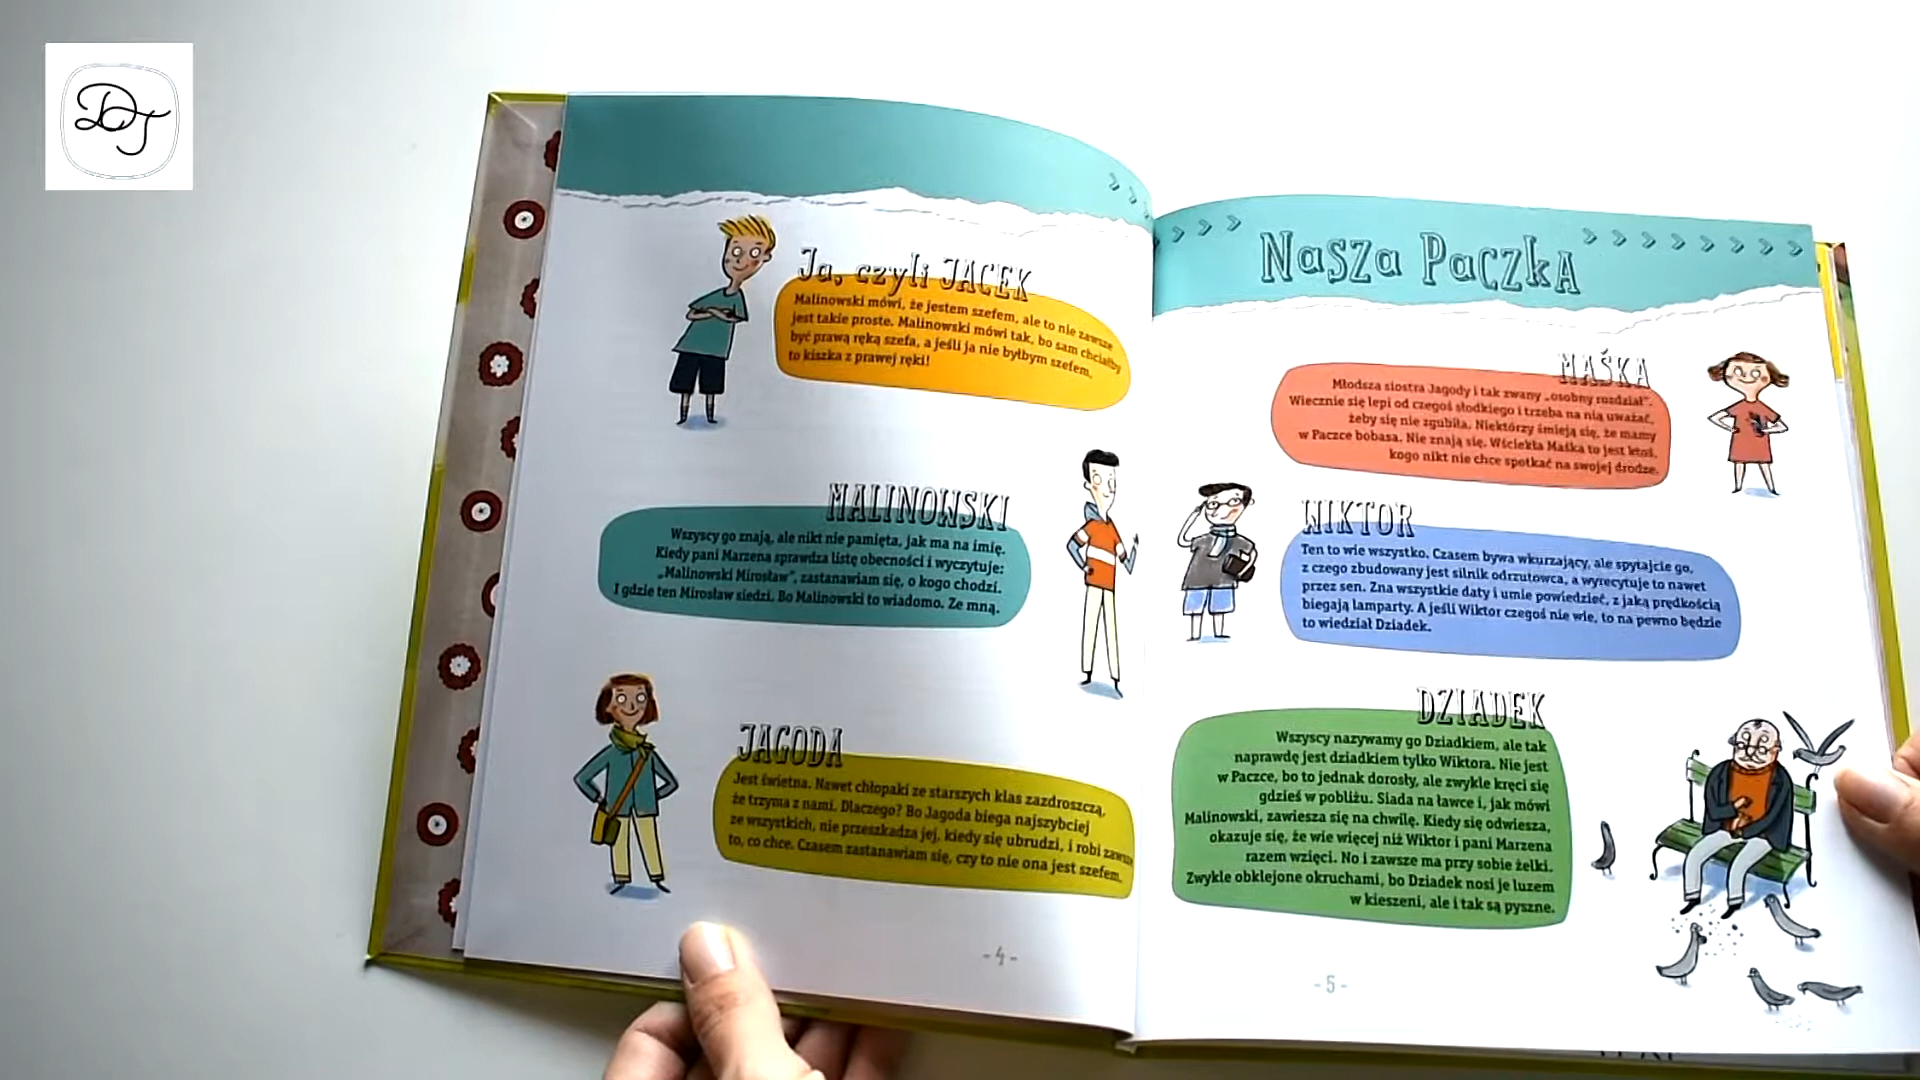 DJ
Ja, czyli JACEK
Malinowski mówi, że jestem szefem, ale to nie zawsze
jest takie proste. Malinowski mówi tak, bo sam chciałby
być prawą ręką szefa, a jeśli ja nie byłbym szefem,
to kiszka z prawej ręki!
MALINOWSKI
Wszyscy go znają, ale nikt nie pamięta, jak ma na imię.
Kiedy pani Marzena sprawdza listę obecności i wyczytuje:
„Malinowski Mirosław”, zastanawiam się, o kogo chodzi.
I gdzie ten Mirosław siedzi. Bo Malinowski to wiadomo. Ze mną.
JAGODA
Jest świetna. Nawet chłopaki ze starszych klas zazdroszczą,
że trzyma z nami. Dlaczego? Bo Jagoda biega najszybciej
ze wszystkich, nie przeszkadza jej, kiedy się ubrudzi, i robi zawsze
to, co chce. Czasem zastanawiam się, czy to nie ona jest szefem.
- 4 -
Nasza Paczka
MAŚKA
Młodsza siostra Jagody i tak zwany „osobny rozdział”.
Wiecznie się lepi od czegoś słodkiego i trzeba na nią uważać,
żeby się nie zgubiła. Niektórzy śmieją się, że mamy
w Paczce bobasa. Nie znają się. Wściekła Maśka to jest ktoś,
kogo nikt nie chce spotkać na swojej drodze.
WIKTOR
Ten to wie wszystko. Czasem bywa wkurzający, ale spytajcie go,
z czego zbudowany jest silnik odrzutowca, a wyrecytuje to nawet
przez sen. Zna wszystkie daty i umie powiedzieć, z jaką prędkością
biegają lamparty. A jeśli Wiktor czegoś nie wie, to na pewno będzie
to wiedział Dziadek.
DZIADEK
Wszyscy nazywamy go Dziadkiem, ale tak
naprawdę jest dziadkiem tylko Wiktora. Nie jest
w Paczce, bo to jednak dorosły, ale zwykle kręci się
gdzieś w pobliżu. Siada na ławce i, jak mówi
Malinowski, zawiesza się na chwilę. Kiedy się odwiesza,
okazuje się, że wie więcej niż Wiktor i pani Marzena
razem wzięci. No i zawsze ma przy sobie żelki.
Zwykle obklejone okruchami, bo Dziadek nosi je luzem
w kieszeni, ale i tak są pyszne.
- 5 -